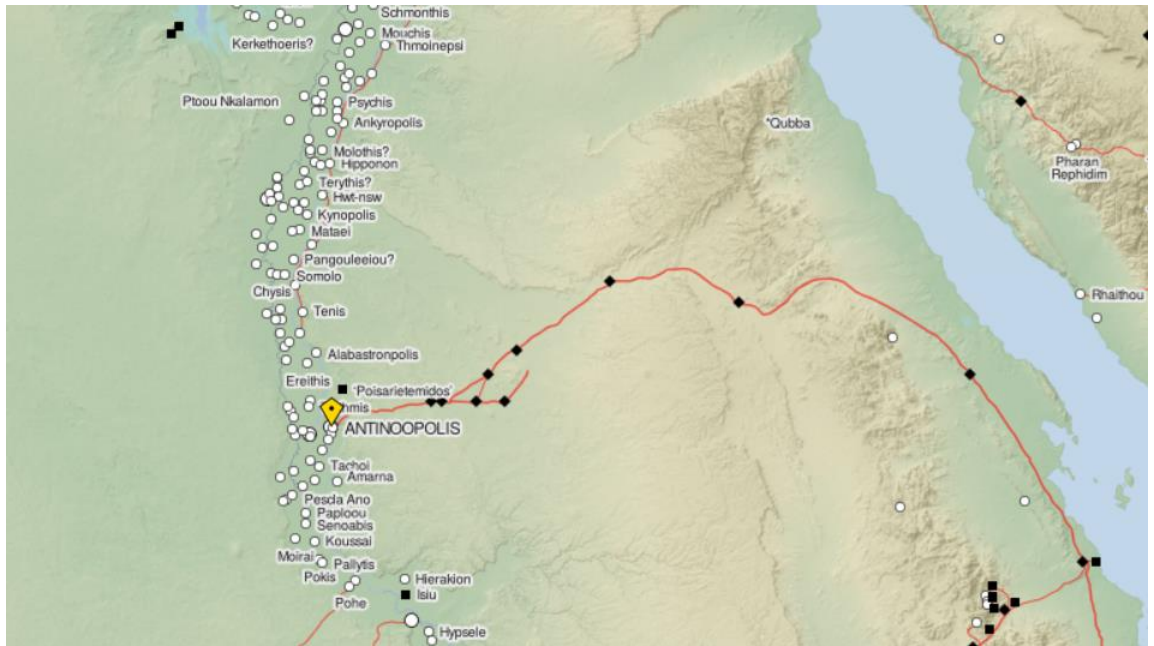 Schmonthis
Mouchis
Kerkethoeris?
Thmoinepsi
Ptoou Nkalamon
Psychis
Ankyropolis
*Qubba
Molothis?
Hipponon
Pharan
Rephidim
Terythis?
Hwt-nsw
Kynopolis
Mataei
Pangouleeiou?
Somolo
Chysis
Rhaithou
Tenis
Alabastronpolis
Ereithis
'Poisarietemidos'
hmis
ANTINOOPOLIS
Tachoi
Amarna
Pescla Ano
Paploou
Senoabis
Koussai
Moirai
Pallytis
Pokis
Hierakion
Isiu
Pohe
Hypsele